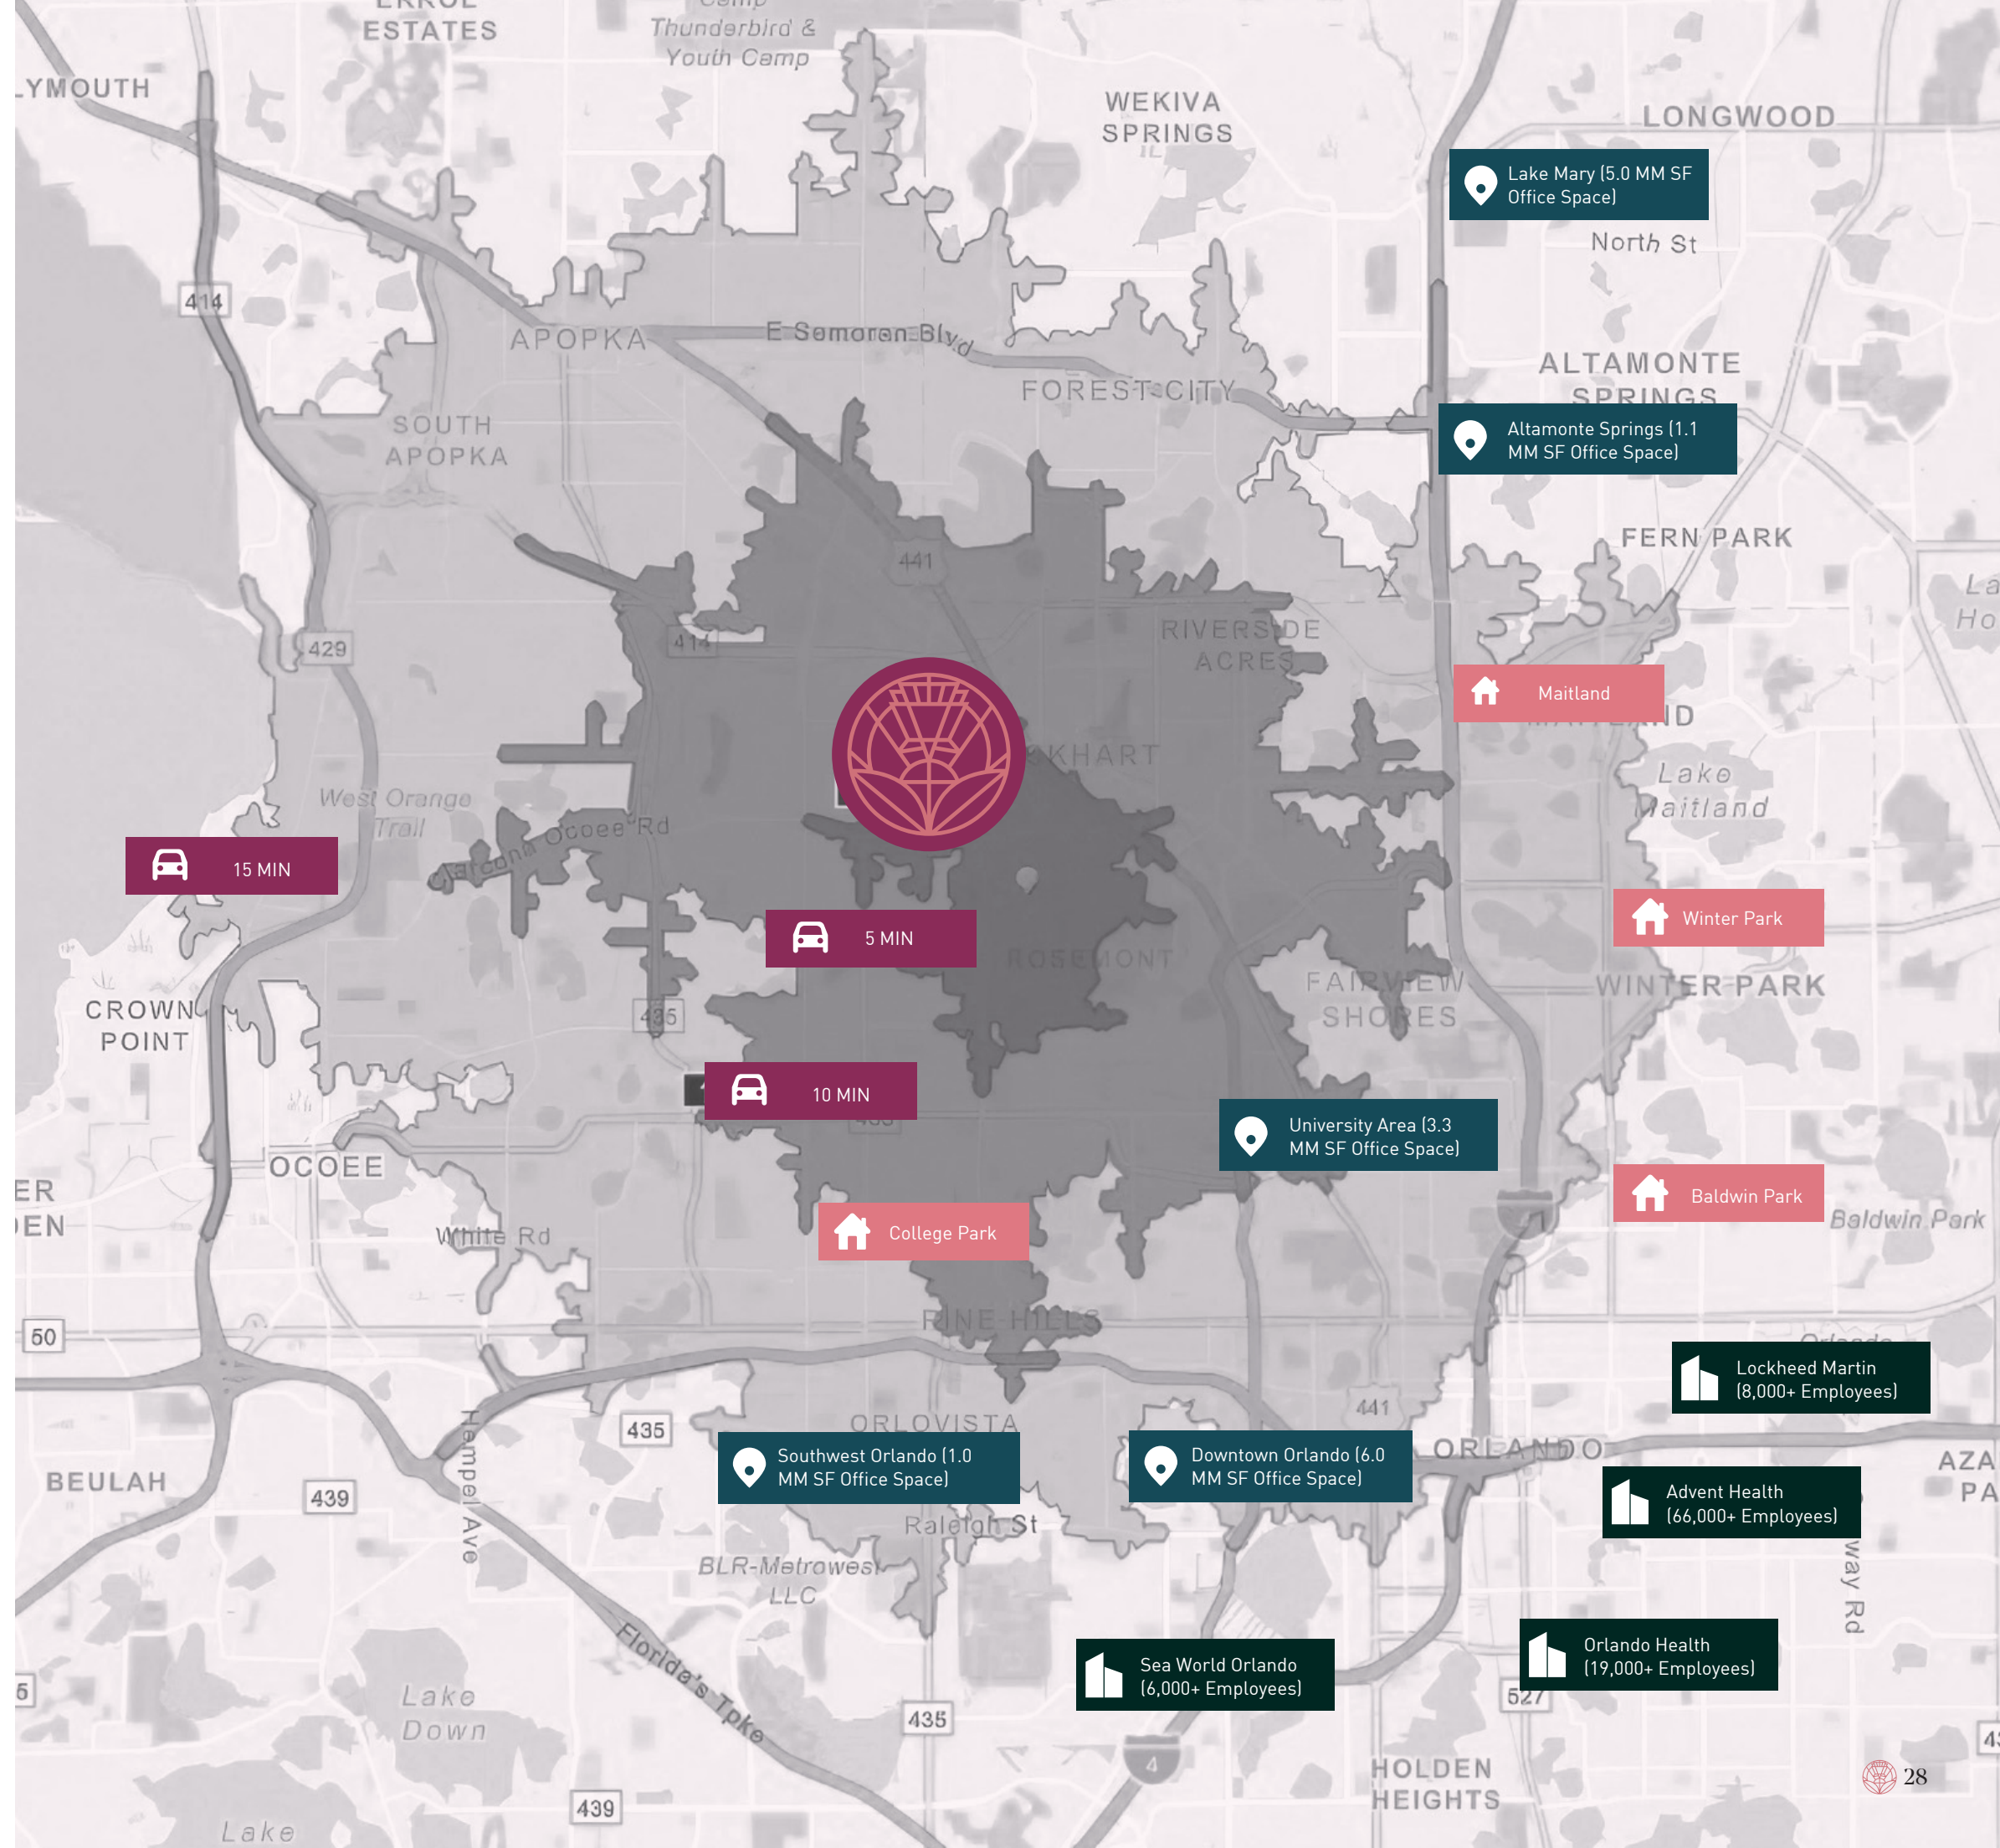 ESTATES
Thunderbird &
Youth Camp
WEKIVA
SPRINGS
LONGWOOD
Lake Mary (5.0 MM SF
Office Space)
North St
414
APOPKA
E Semoran Blvd
FOREST CITY
ALTAMONTE
SPRINGS
Altamonte Springs (1.1
MM SF Office Space)
SOUTH
APOPKA
FERN PARK
441
429
414
RIVERSIDE
ACRES
Maitland
Lake
Maitland
West Orange
Trail
Ocoee Rd
15 MIN
5 MIN
Winter Park
ROSEMONT
FAIRVIEW
SHORES
WINTER PARK
CROWN
POINT
435
10 MIN
University Area (3.3
MM SF Office Space)
OCOEE
Baldwin Park
Baldwin Park
White Rd
College Park
PINE HILLS
50
Lockheed Martin
(8,000+ Employees)
441
435
ORLOVISTA
ORLANDO
Southwest Orlando (1.0
MM SF Office Space)
Downtown Orlando (6.0
MM SF Office Space)
BEULAH
439
Hempel Ave
Advent Health
(66,000+ Employees)
Raleigh St
BLR-Metrowest
LLC
way Rd
Florida's Tpke
Sea World Orlando
(6,000+ Employees)
Orlando Health
(19,000+ Employees)
527
Lake
Down
435
4
HOLDEN
HEIGHTS
28
439
Lake